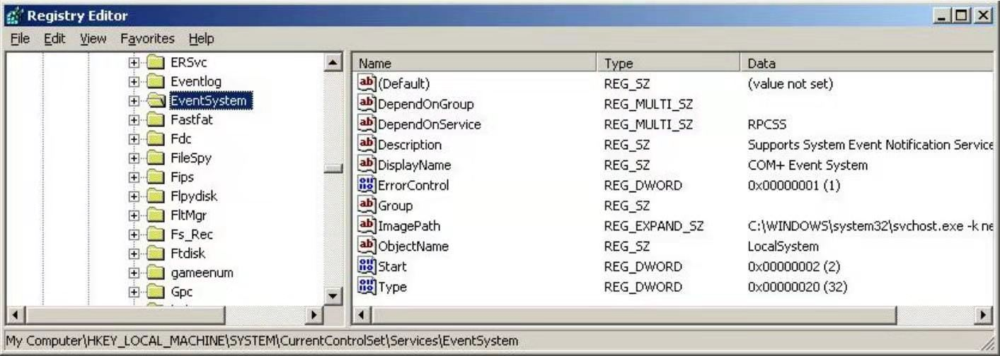 Registry Editor
File Edit View Favorites Help
ERSvc
Eventlog
EventSystem
Fastfat
Fdc
FileSpy
Fips
Flpydisk
FltMgr
Fs_Rec
Ftdisk
gameenum
Gpc
Name Type Data
(Default) REG_SZ (value not set)
DependOnGroup REG_MULTI_SZ
DependOnService REG_MULTI_SZ RPCSS
Description REG_SZ Supports System Event Notification Service
DisplayName REG_SZ COM+ Event System
ErrorControl REG_DWORD 0x00000001 (1)
Group REG_SZ
ImagePath REG_EXPAND_SZ C:\WINDOWS\system32\svchost.exe -k ne
ObjectName REG_SZ LocalSystem
Start REG_DWORD 0x00000002 (2)
Type REG_DWORD 0x00000020 (32)
My Computer\HKEY_LOCAL_MACHINE\SYSTEM\CurrentControlSet\Services\EventSystem